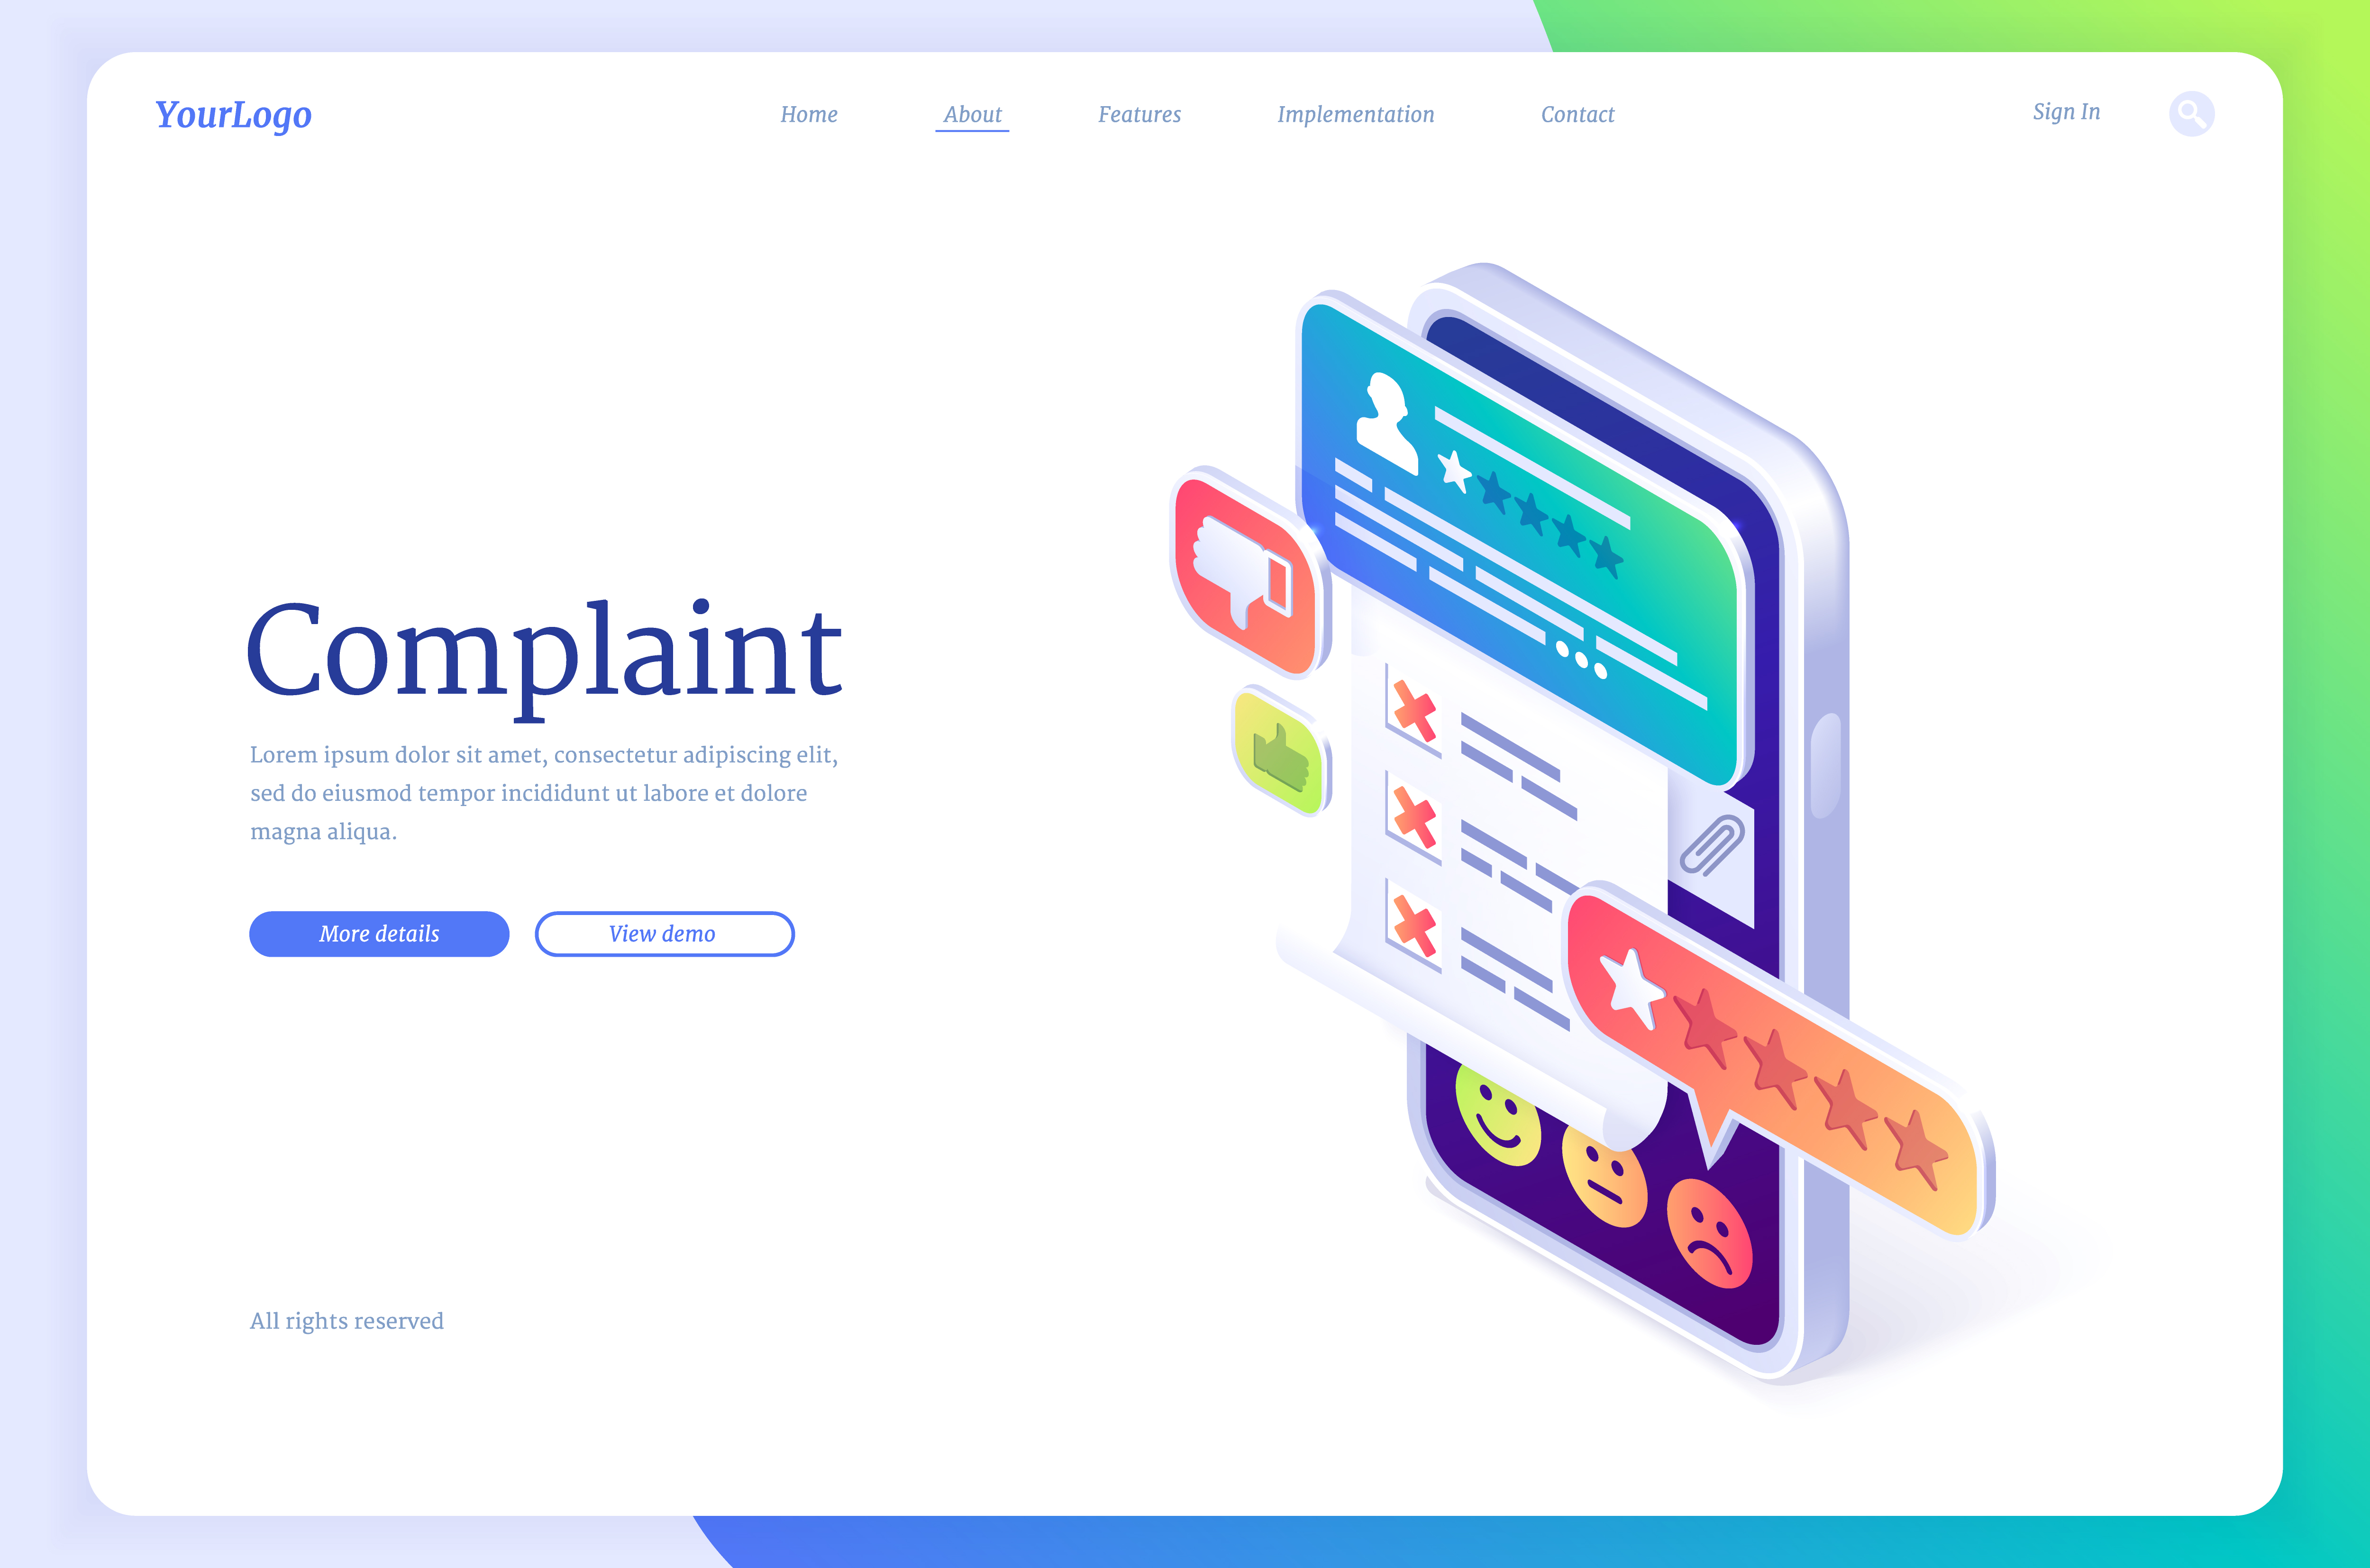 YourLogo
Home
About
Features
Implementation
Contact
Sign In
Complaint
Lorem ipsum dolor sit amet, consectetur adipiscing elit,
sed do eiusmod tempor incididunt ut labore et dolore
magna aliqua.
More details
View demo
All rights reserved